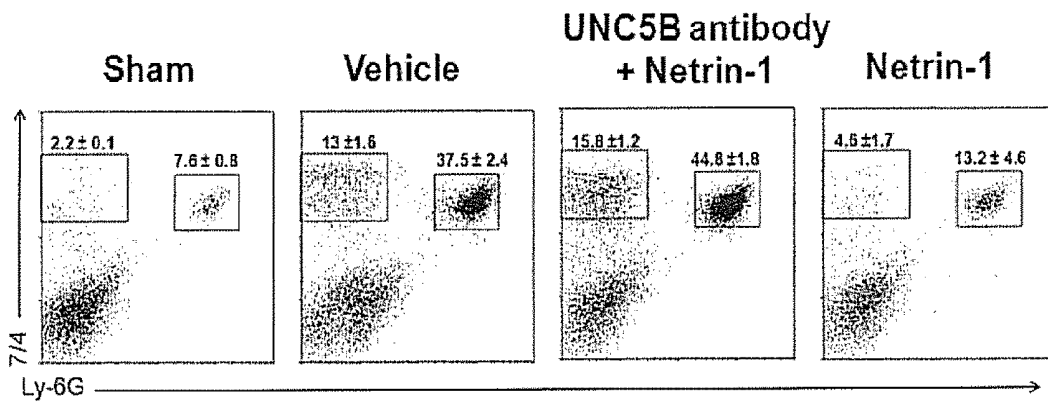 Sham
Vehicle
UNC5B antibody
+ Netrin-1
Netrin-1
2.2 ± 0.1
7.6 ± 0.8
13 ±1.6
37.5 ± 2.4
15.8 ±1.2
44.8 ±1.8
4.6 ±1.7
13.2 ± 4.6
7/4
Ly-6G